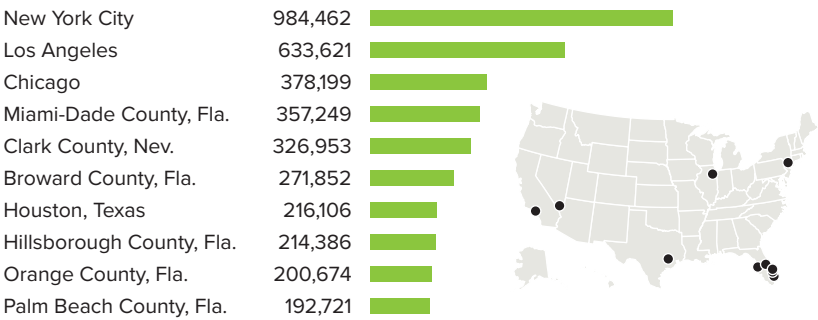 New York City 984,462
Los Angeles 633,621
Chicago 378,199
Miami-Dade County, Fla. 357,249
Clark County, Nev. 326,953
Broward County, Fla. 271,852
Houston, Texas 216,106
Hillsborough County, Fla. 214,386
Orange County, Fla. 200,674
Palm Beach County, Fla. 192,721